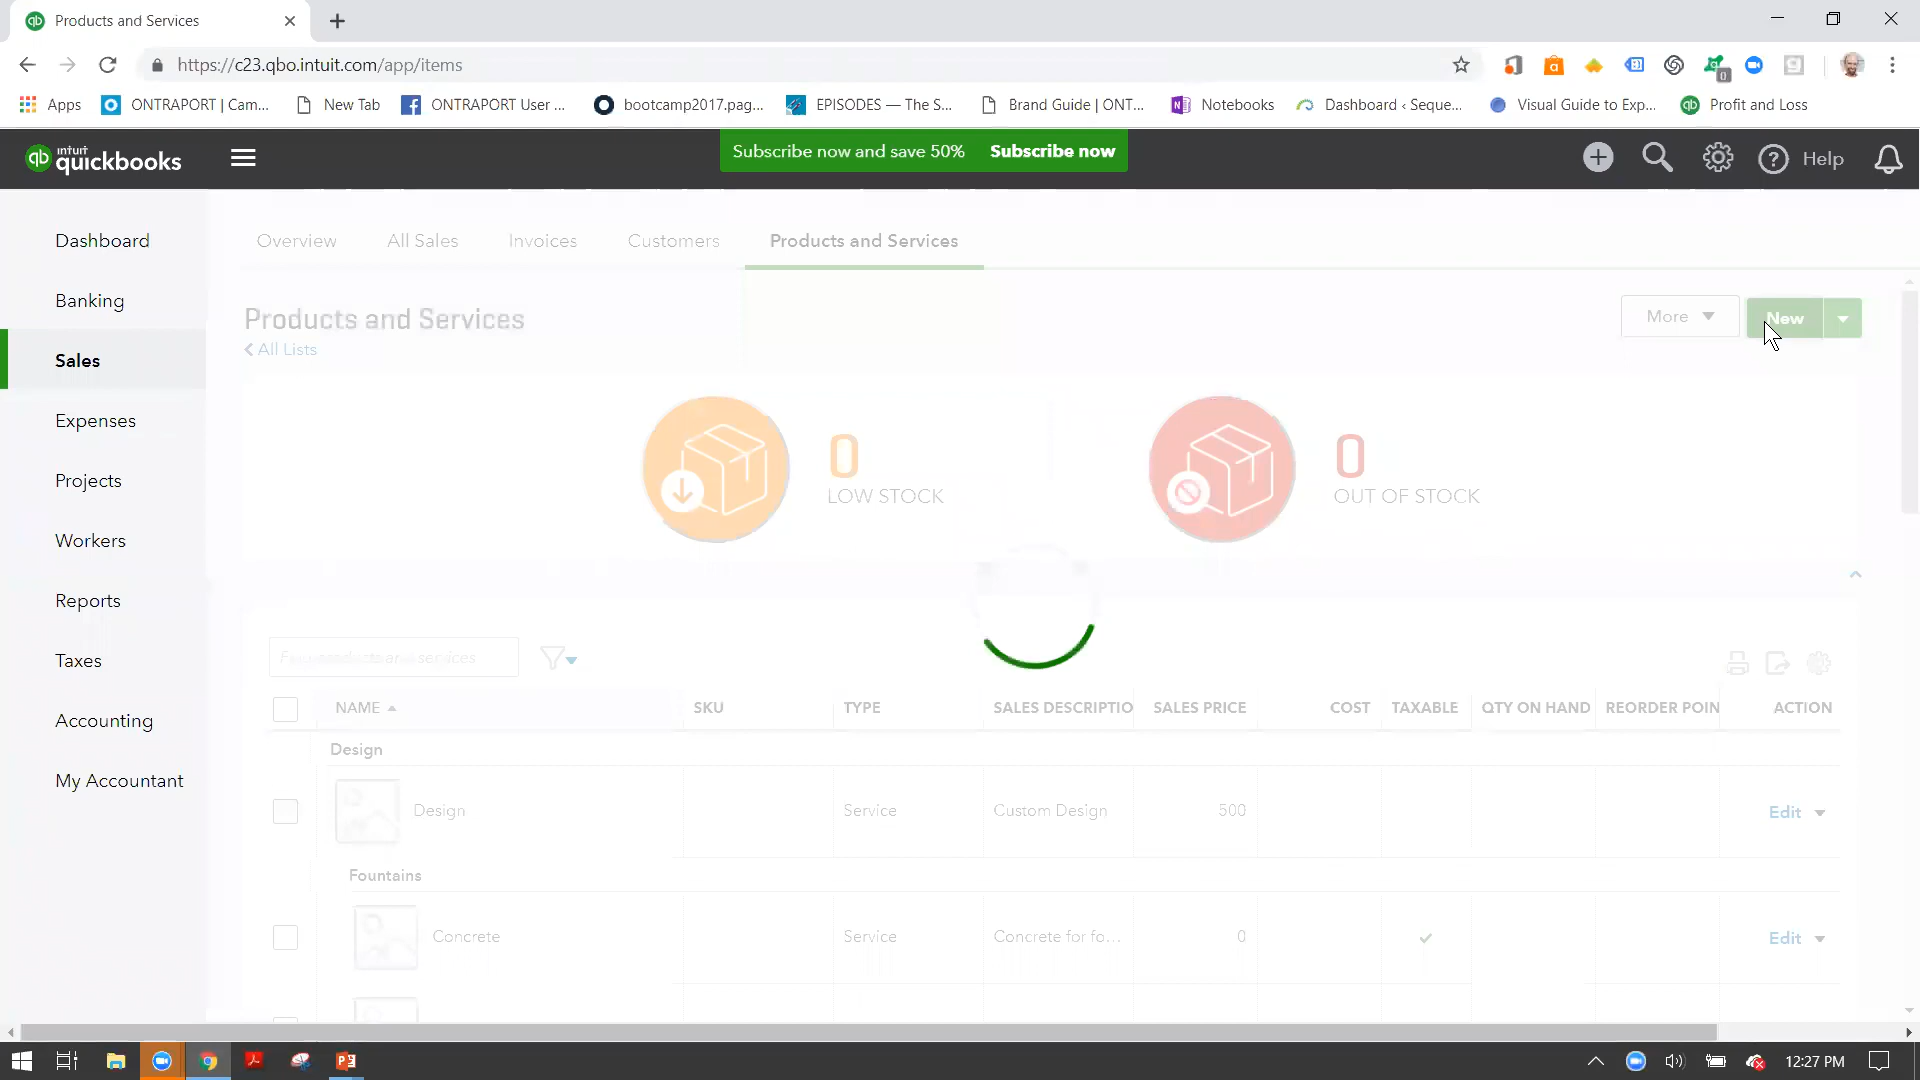 Products and Services
https://c23.qbo.intuit.com/app/items
0
Apps
ONTRAPORT | Cam...
New Tab
ONTRAPORT User ...
bootcamp2017.pag...
EPISODES — The S...
Brand Guide | ONT...
Notebooks
Dashboard ‹ Seque...
Visual Guide to Exp...
Profit and Loss
qb intuit quickbooks
Subscribe now and save 50% Subscribe now
Help
Dashboard
Banking
Sales
Expenses
Projects
Workers
Reports
Taxes
Accounting
My Accountant
Overview
All Sales
Invoices
Customers
Products and Services
Products and Services
All Lists
More
New
0
LOW STOCK
0
OUT OF STOCK
NAME
SKU
TYPE
SALES DESCRIPTIO
SALES PRICE
COST
TAXABLE
QTY ON HAND
REORDER POIN
ACTION
Design
Design
Service
Custom Design
500
Edit
Fountains
Concrete
Service
Concrete for fo...
0
Edit
12:27 PM